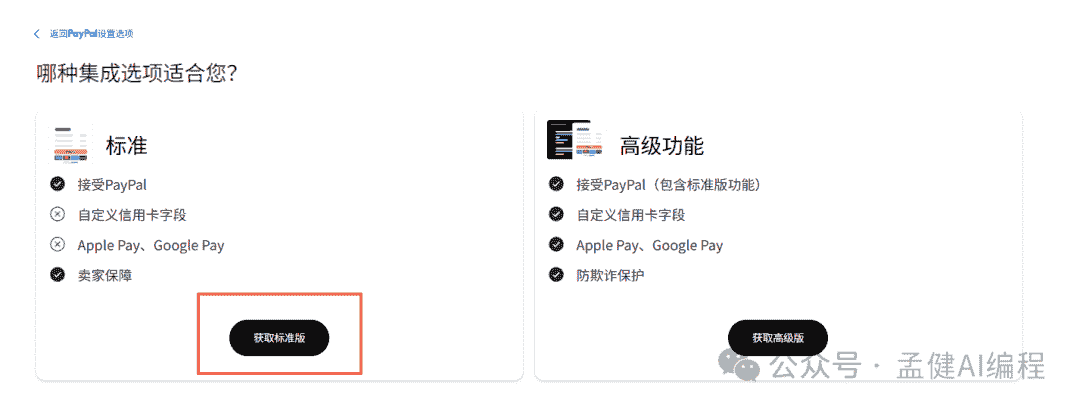 返回PayPal设置选项
哪种集成选项适合您？
标准
接受PayPal
自定义信用卡字段
Apple Pay、Google Pay
卖家保障
获取标准版
高级功能
接受PayPal（包含标准版功能）
自定义信用卡字段
Apple Pay、Google Pay
防欺诈保护
获取高级版
公众号 · 孟健AI编程